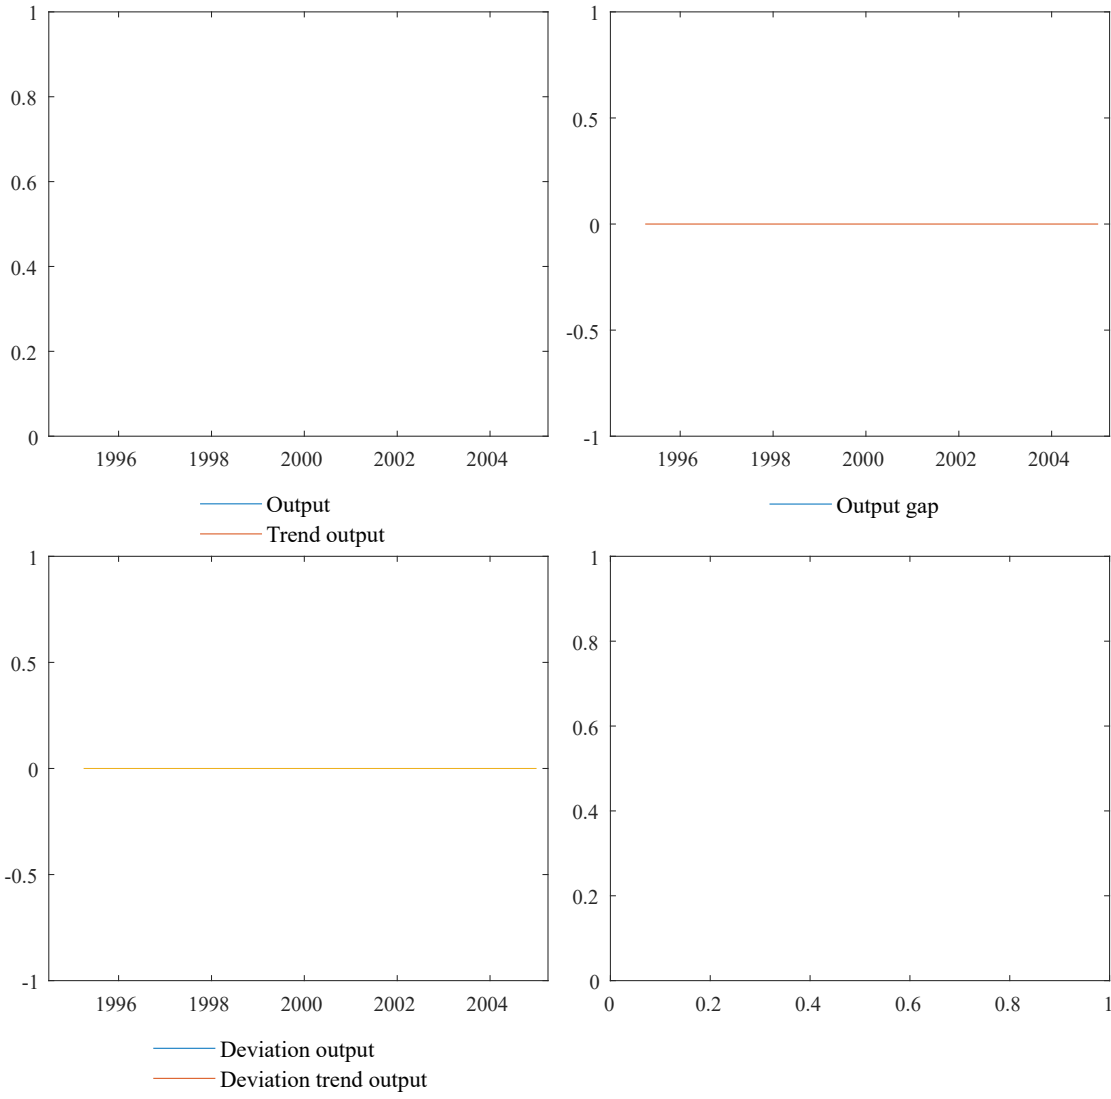 1
0.8
0.6
0.4
0.2
0
1996 1998 2000 2002 2004
Output
Trend output
1
0.5
0
-0.5
-1
1996 1998 2000 2002 2004
Output gap
1
0.5
0
-0.5
-1
1996 1998 2000 2002 2004
Deviation output
Deviation trend output
1
0.8
0.6
0.4
0.2
0
0 0.2 0.4 0.6 0.8 1